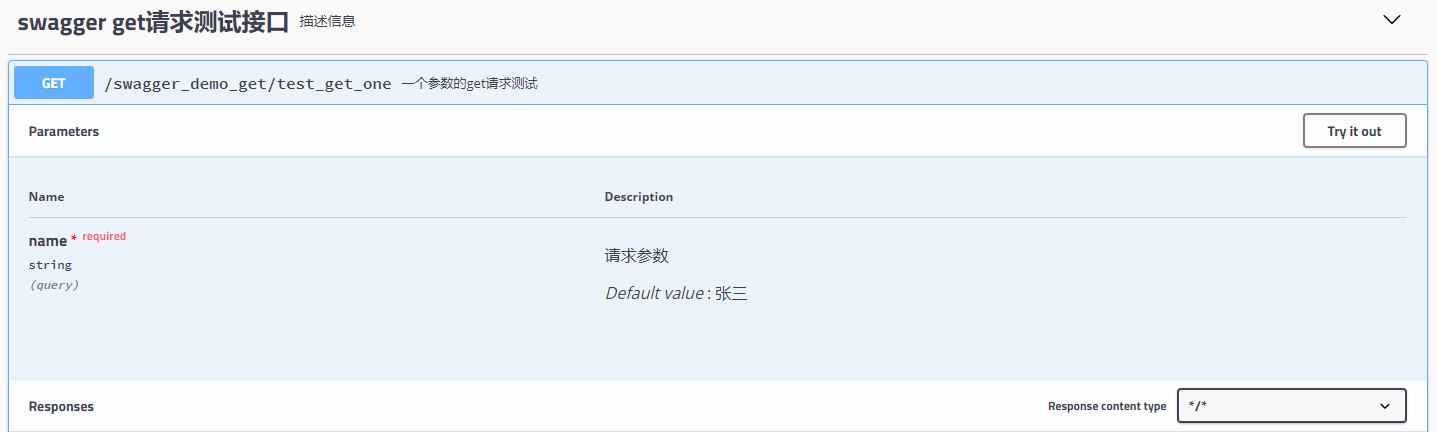 swagger get请求测试接口 描述信息
GET /swagger_demo_get/test_get_one 一个参数的get请求测试
Parameters Try it out
Name Description
name * required
string
(query)
请求参数
Default value : 张三
Responses Response content type */*